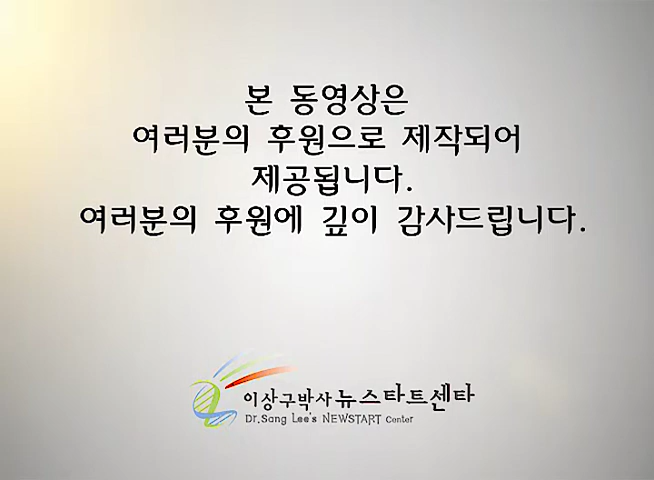 본 동영상은
여러분의 후원으로 제작되어
제공됩니다.
여러분의 후원에 깊이 감사드립니다.
이상구박사 뉴스타트센타
Dr.Sang Lee's NEWSTART Center